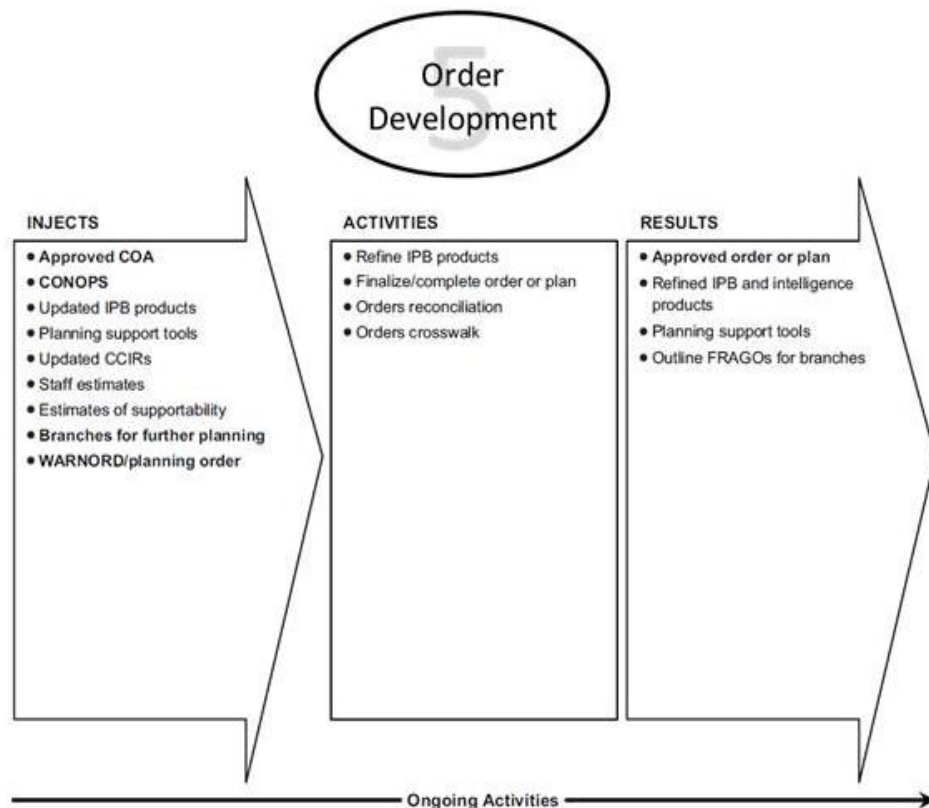 5
Order
Development
INJECTS
● Approved COA
● CONOPS
● Updated IPB products
● Planning support tools
● Updated CCIRs
● Staff estimates
● Estimates of supportability
● Branches for further planning
● WARNORD/planning order
ACTIVITIES
● Refine IPB products
● Finalize/complete order or plan
● Orders reconciliation
● Orders crosswalk
RESULTS
● Approved order or plan
● Refined IPB and intelligence
products
● Planning support tools
● Outline FRAGOs for branches
Ongoing Activities